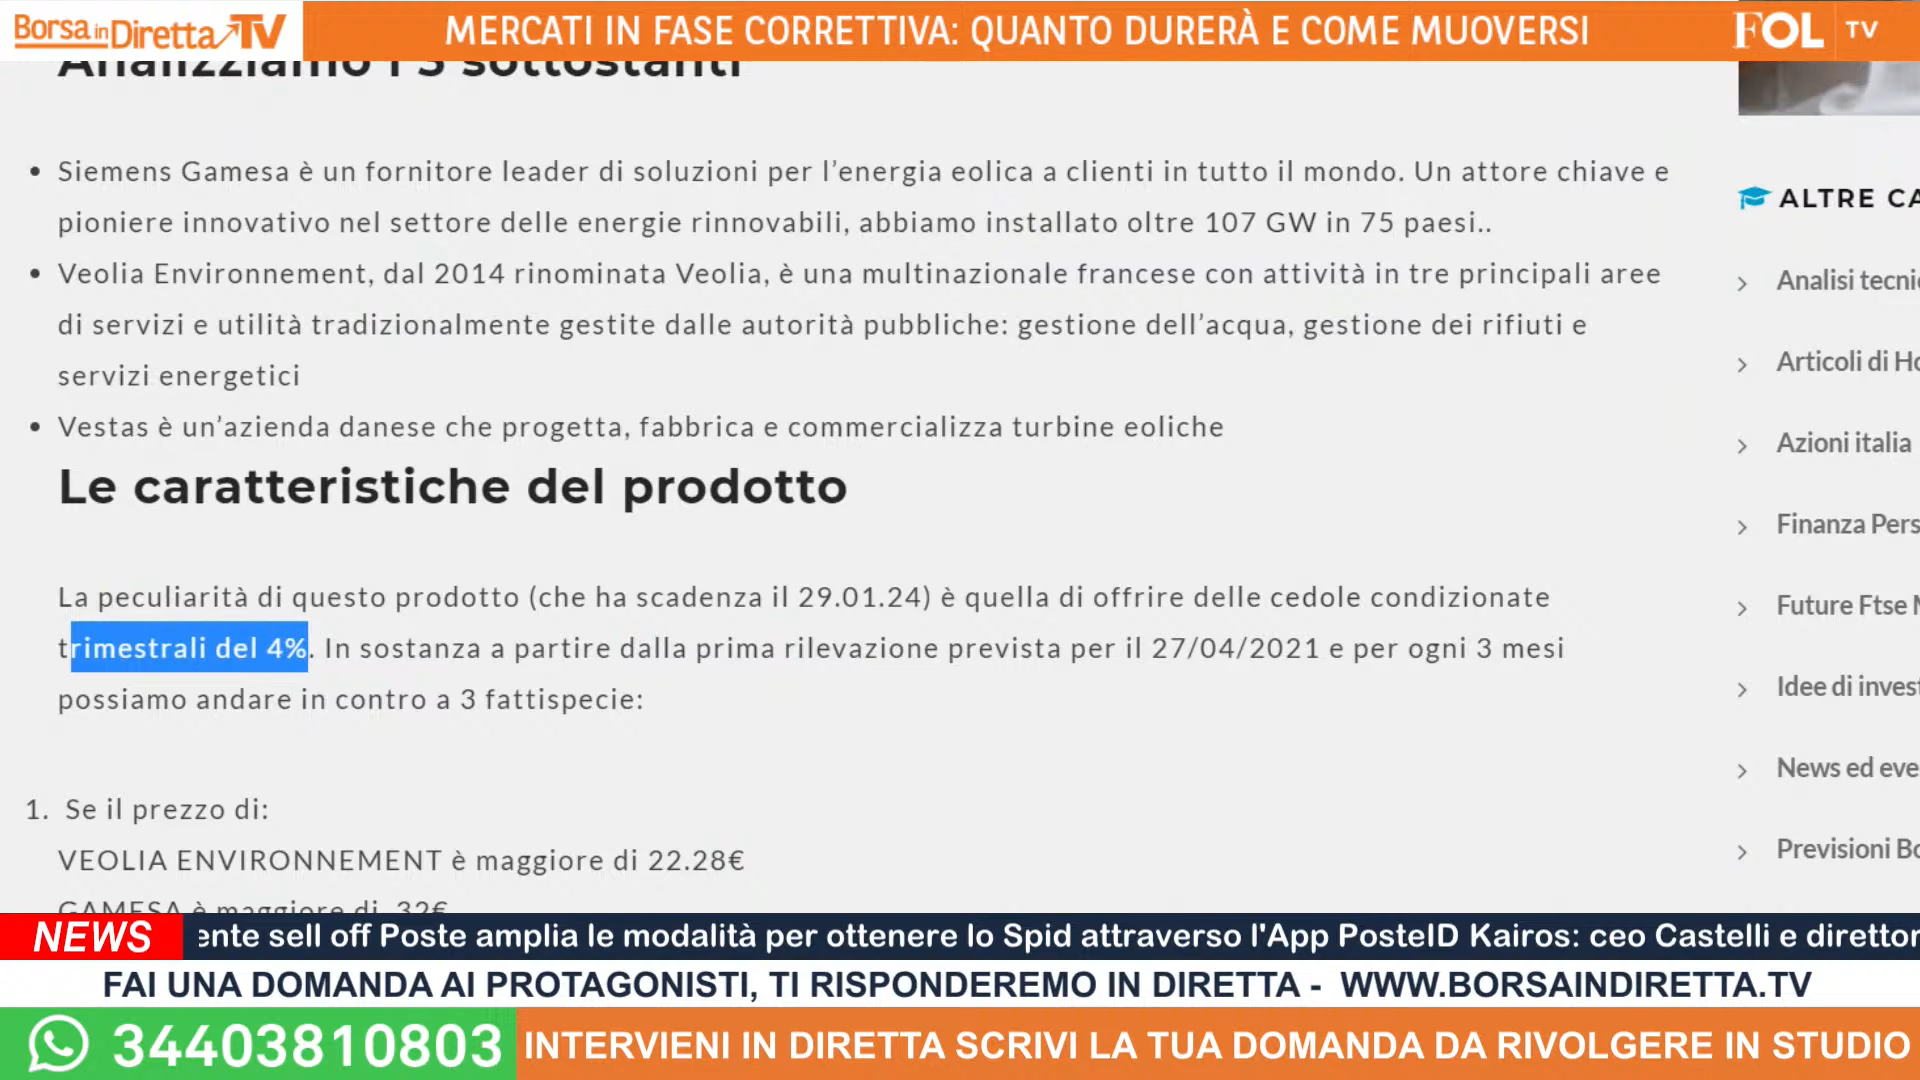 Borsa in Diretta TV
MERCATI IN FASE CORRETTIVA: QUANTO DURERÀ E COME MUOVERSI
FOL TV
Analizziamo i 3 sottostanti
• Siemens Gamesa è un fornitore leader di soluzioni per l’energia eolica a clienti in tutto il mondo. Un attore chiave e
pioniere innovativo nel settore delle energie rinnovabili, abbiamo installato oltre 107 GW in 75 paesi..
• Veolia Environnement, dal 2014 rinominata Veolia, è una multinazionale francese con attività in tre principali aree
di servizi e utilità tradizionalmente gestite dalle autorità pubbliche: gestione dell’acqua, gestione dei rifiuti e
servizi energetici
• Vestas è un’azienda danese che progetta, fabbrica e commercializza turbine eoliche
Le caratteristiche del prodotto
La peculiarità di questo prodotto (che ha scadenza il 29.01.24) è quella di offrire delle cedole condizionate
trimestrali del 4%. In sostanza a partire dalla prima rilevazione prevista per il 27/04/2021 e per ogni 3 mesi
possiamo andare in contro a 3 fattispecie:
1. Se il prezzo di:
VEOLIA ENVIRONNEMENT è maggiore di 22.28€
GAMESA è maggiore di 32€
ALTRE CA
Analisi tecni
Articoli di Ho
Azioni italia
Finanza Pers
Future Ftse M
Idee di invest
News ed eve
Previsioni Bo
NEWS
ente sell off Poste amplia le modalità per ottenere lo Spid attraverso l'App PosteID Kairos: ceo Castelli e direttor
FAI UNA DOMANDA AI PROTAGONISTI, TI RISPONDEREMO IN DIRETTA - WWW.BORSAINDIRETTA.TV
34403810803
INTERVIENI IN DIRETTA SCRIVI LA TUA DOMANDA DA RIVOLGERE IN STUDIO